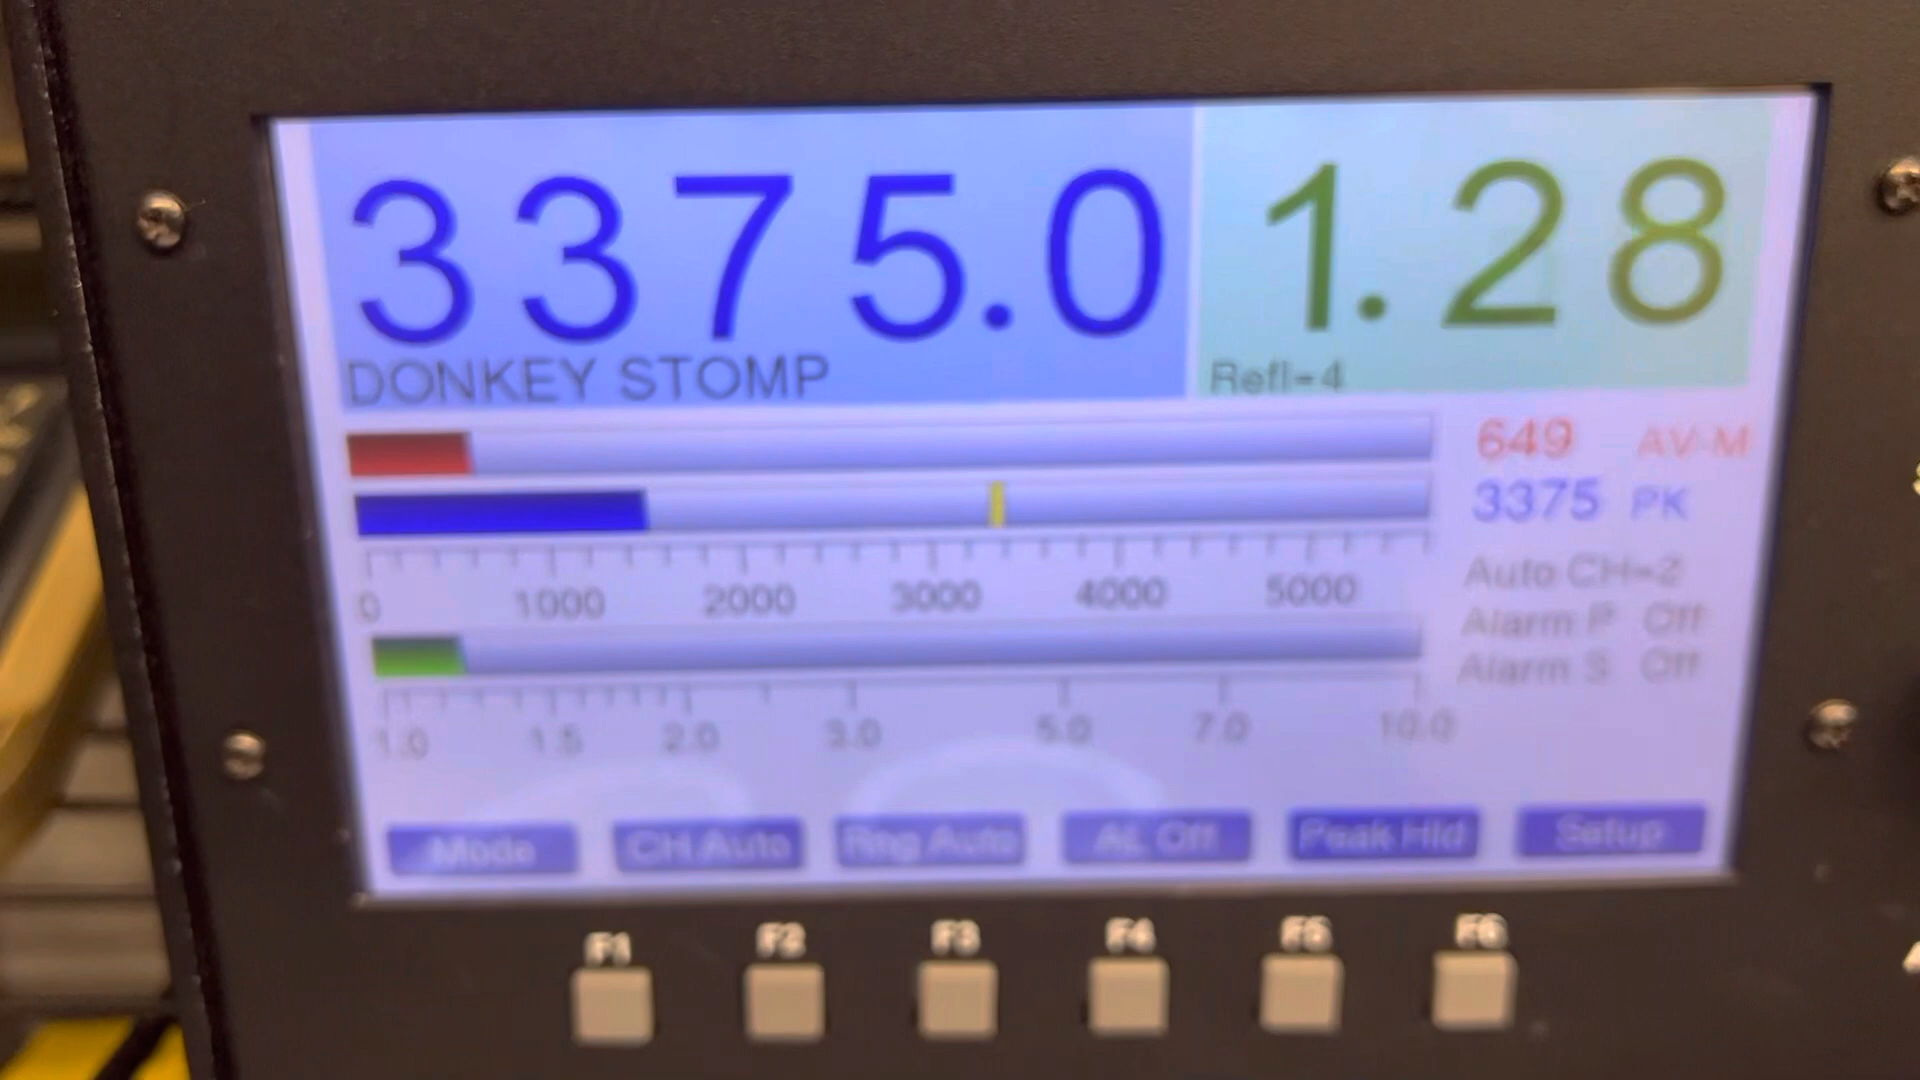 3375.0 1.28
DONKEY STOMP Refl=4
649 AV-M
3375 PK
0 1000 2000 3000 4000 5000
Auto CH=2
Alarm P Off
Alarm S Off
1.0 1.5 2.0 3.0 5.0 7.0 10.0
Mode CH Auto Rng Auto AL Off Peak Hld Setup
F1 F2 F3 F4 F5 F6